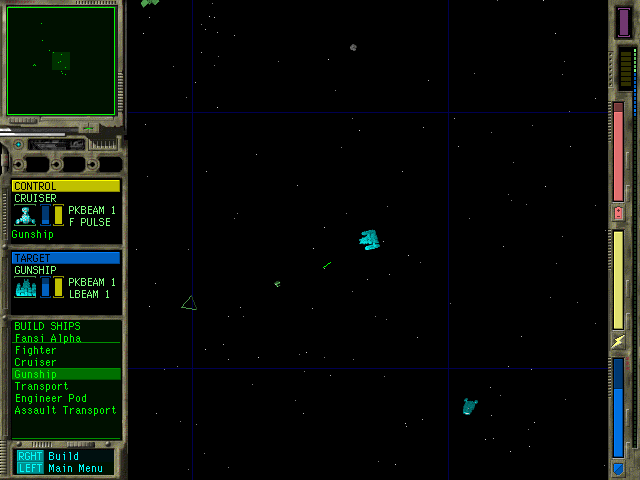 CONTROL
CRUISER
PKBEAM 1
F PULSE
Gunship
TARGET
GUNSHIP
PKBEAM 1
LBEAM 1
BUILD SHIPS
Fansi Alpha
Fighter
Cruiser
Gunship
Transport
Engineer Pod
Assault Transport
RGHT Build
LEFT Main Menu